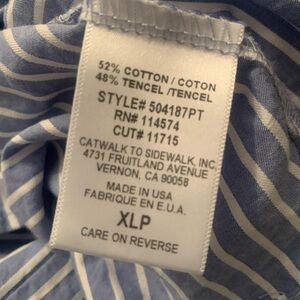 52% COTTON / COTON
48% TENCEL /TENCEL
STYLE# 504187PT
RN# 114574
CUT# 11715
CATWALK TO SIDEWALK, INC.
4731 FRUITLAND AVENUE
VERNON, CA 90058
MADE IN USA
FABRIQUE EN E.U.A.
XLP
CARE ON REVERSE